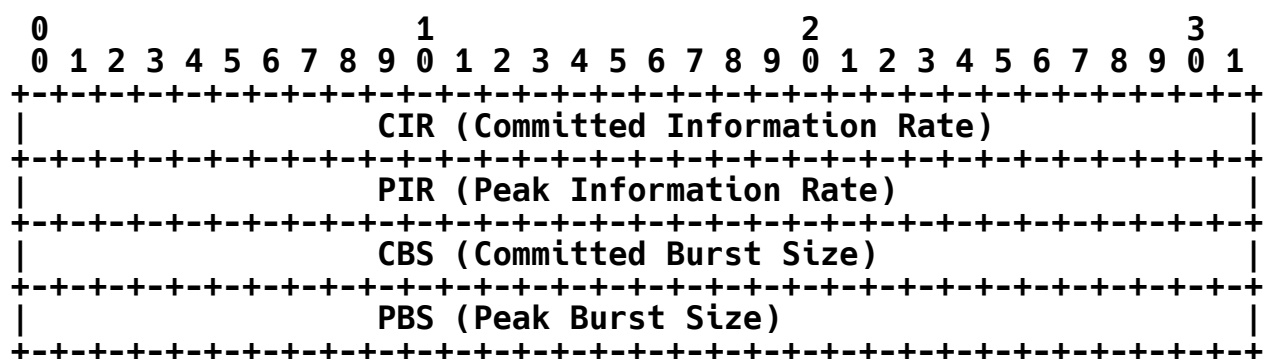 0                   1                   2                   3
 0 1 2 3 4 5 6 7 8 9 0 1 2 3 4 5 6 7 8 9 0 1 2 3 4 5 6 7 8 9 0 1
+-+-+-+-+-+-+-+-+-+-+-+-+-+-+-+-+-+-+-+-+-+-+-+-+-+-+-+-+-+-+-+-+
|                  CIR (Committed Information Rate)             |
+-+-+-+-+-+-+-+-+-+-+-+-+-+-+-+-+-+-+-+-+-+-+-+-+-+-+-+-+-+-+-+-+
|                  PIR (Peak Information Rate)                  |
+-+-+-+-+-+-+-+-+-+-+-+-+-+-+-+-+-+-+-+-+-+-+-+-+-+-+-+-+-+-+-+-+
|                  CBS (Committed Burst Size)                   |
+-+-+-+-+-+-+-+-+-+-+-+-+-+-+-+-+-+-+-+-+-+-+-+-+-+-+-+-+-+-+-+-+
|                  PBS (Peak Burst Size)                        |
+-+-+-+-+-+-+-+-+-+-+-+-+-+-+-+-+-+-+-+-+-+-+-+-+-+-+-+-+-+-+-+-+